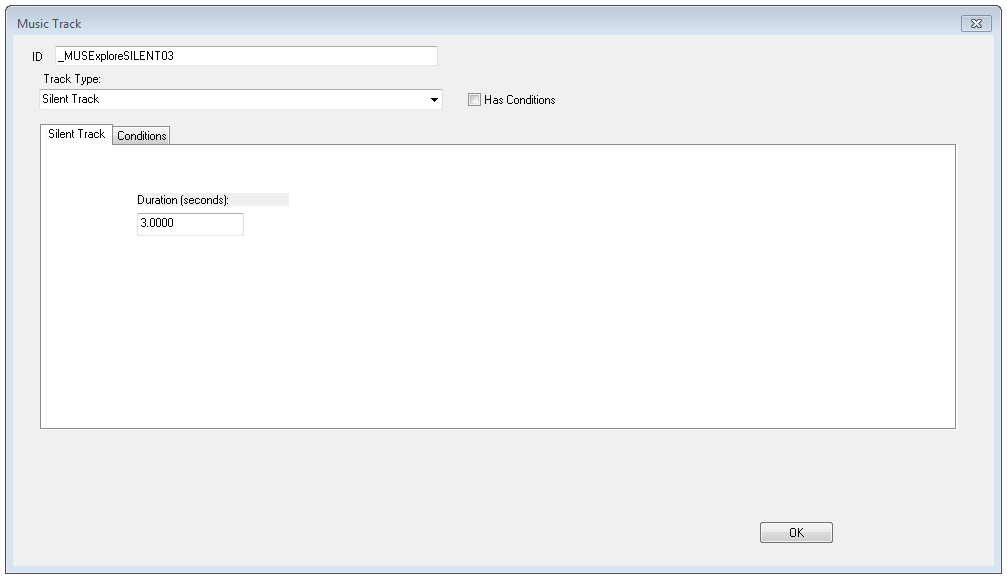 Music Track
ID _MUSExploreSILENT03
Track Type:
Silent Track
Has Conditions
Silent Track Conditions
Duration (seconds):
3.0000
OK